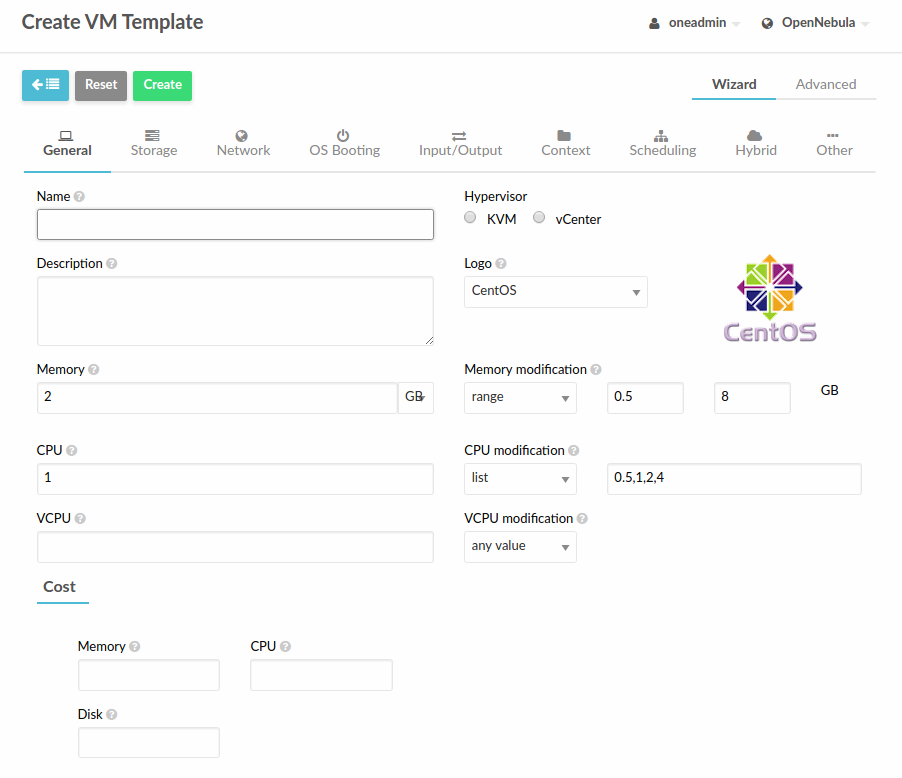 Create VM Template
oneadmin
OpenNebula
Reset
Create
Wizard
Advanced
General
Storage
Network
OS Booting
Input/Output
Context
Scheduling
Hybrid
Other
Name
Hypervisor
KVM
vCenter
Description
Logo
CentOS
CentOS
Memory
Memory modification
2
GB
range
0.5
8
GB
CPU
CPU modification
1
list
0.5,1,2,4
VCPU
VCPU modification
any value
Cost
Memory
CPU
Disk